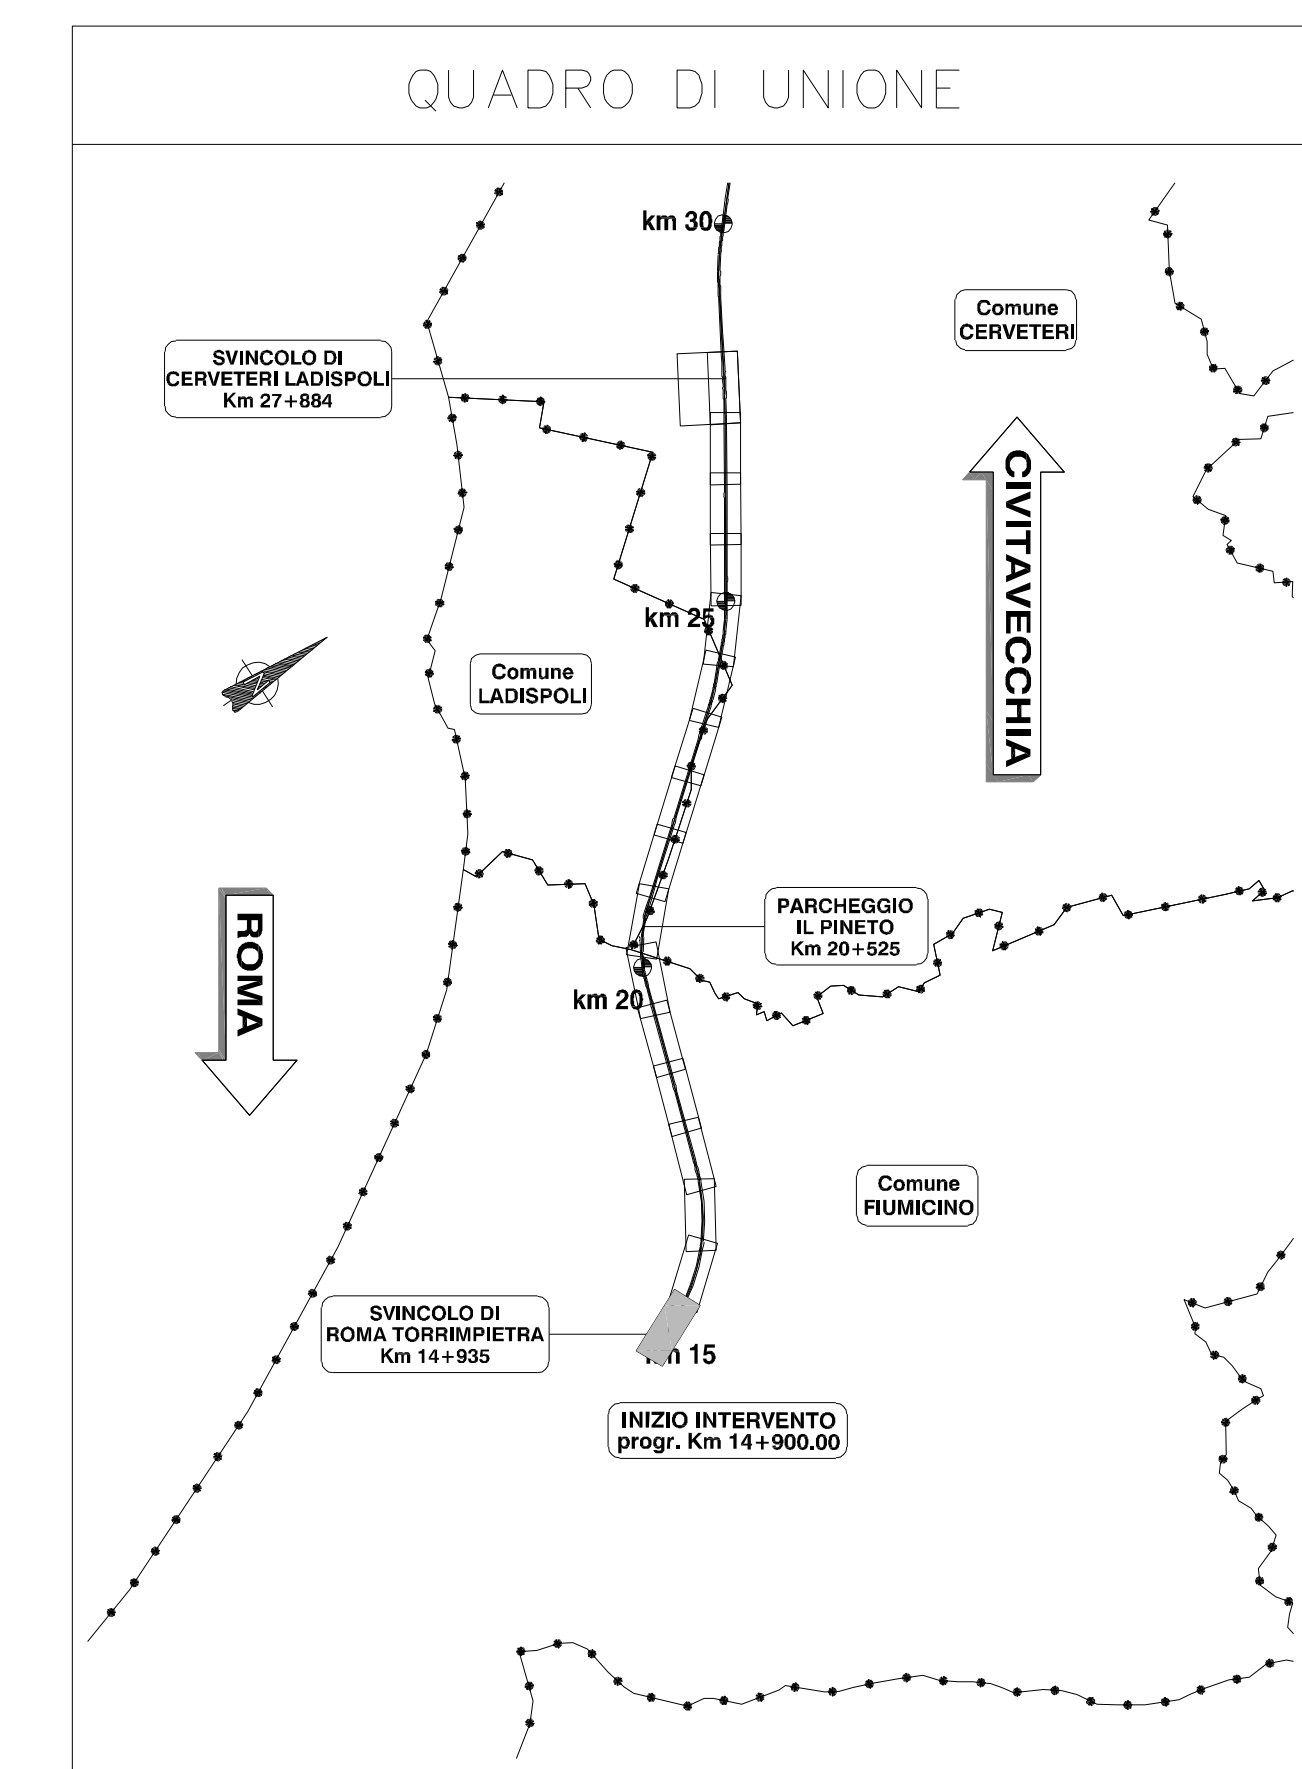 QUADRO DI UNIONE
km 30
Comune
CERVETERI
SVINCOLO DI
CERVETERI LADISPOLI
Km 27+884
CIVITAVECCHIA
km 25
Comune
LADISPOLI
N
ROMA
PARCHEGGIO
IL PINETO
Km 20+525
km 20
Comune
FIUMICINO
SVINCOLO DI
ROMA TORRIMPIETRA
Km 14+935
km 15
INIZIO INTERVENTO
progr. Km 14+900.00